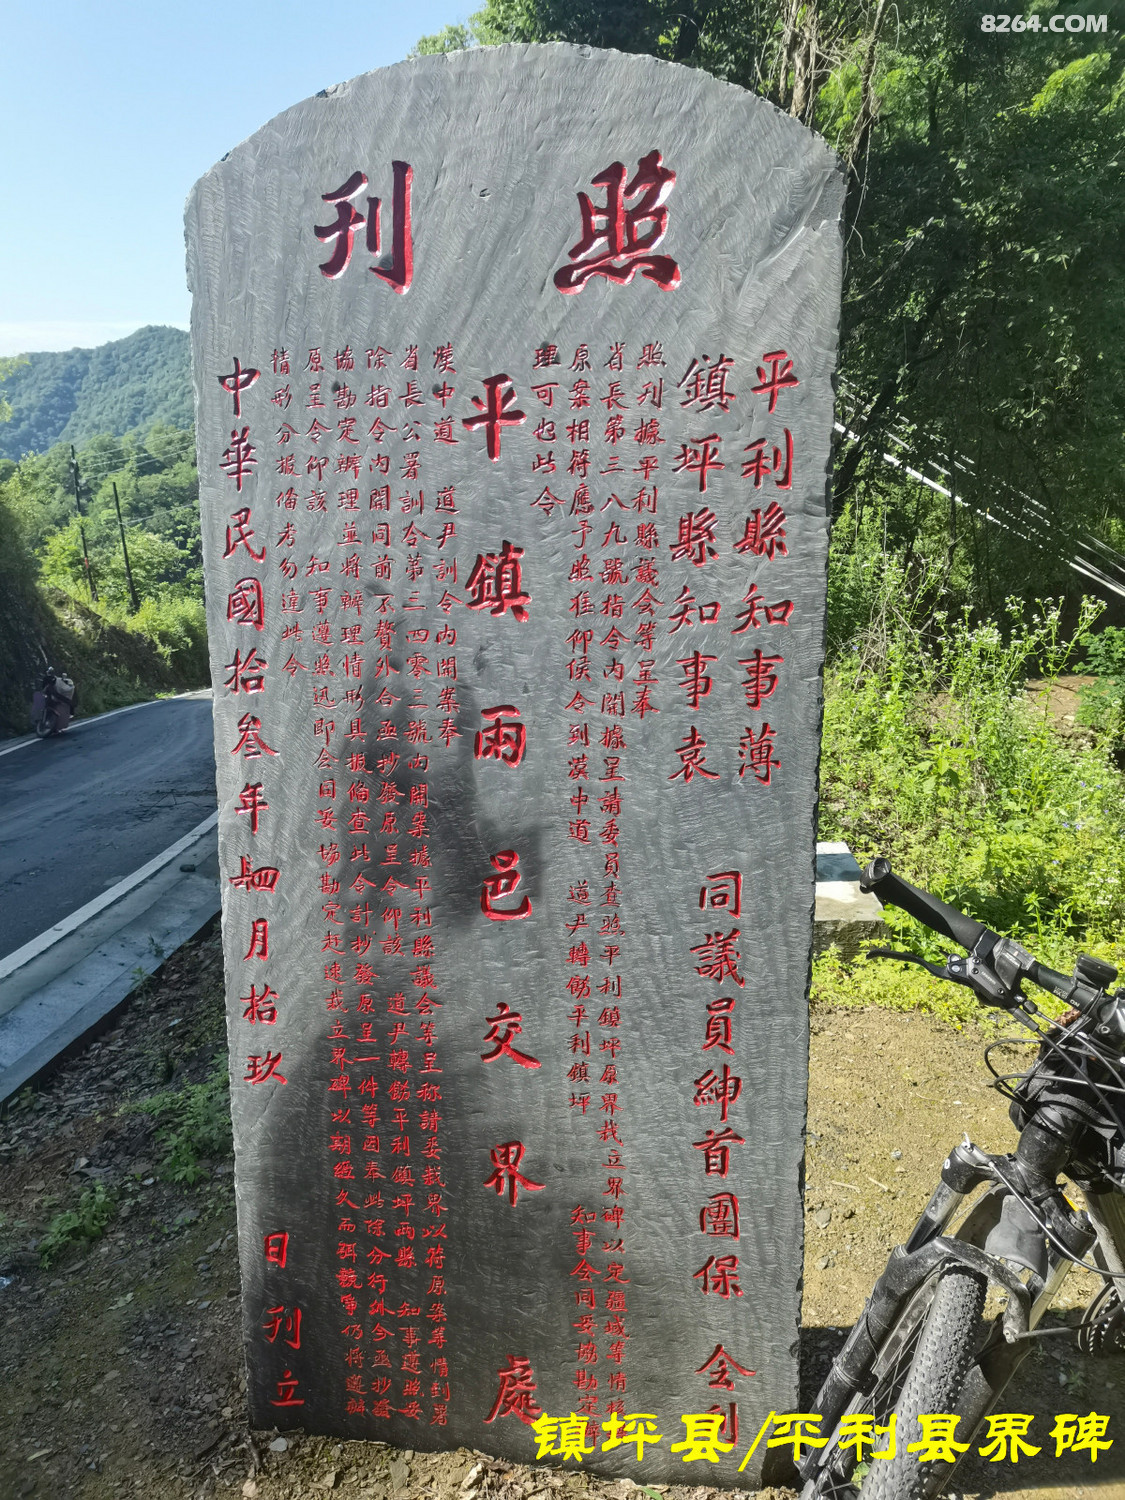 8264.COM
照刊
平利縣知事薄
鎮坪縣知事袁 同議員紳首團保 仝刊
照刋據平利縣議会等呈奉
省長第三八九號指令内開據呈請委員查照平利鎮坪原界栽立界碑以定疆域等情核
原案相符應予照准仰侯令到漢中道 道尹轉飭平利鎮坪 知事会同妥協勘定辦
理可也此令
平鎮兩邑交界處
漢中道 道尹訓令内開案奉
省長公署訓令第三四零三號内開案據平利縣議会等呈称請委栽界以符原案等情到署
除指令内開同前不贅外合亟抄發原呈令仰該 道尹轉飭平利鎮坪两縣 知事遵照妥
協勘定辦理並將辦理情形具报俻查此令計抄發原呈一件等因奉此除分行外今亟抄發
原呈令仰該 知事遵照迅即会同妥協勘定赶速栽立界碑以期經久而弭競爭仍將遵辦
情形分报俻考勿違此令
中華民國拾叁年肆月拾玖 日刋立
镇坪县/平利县界碑